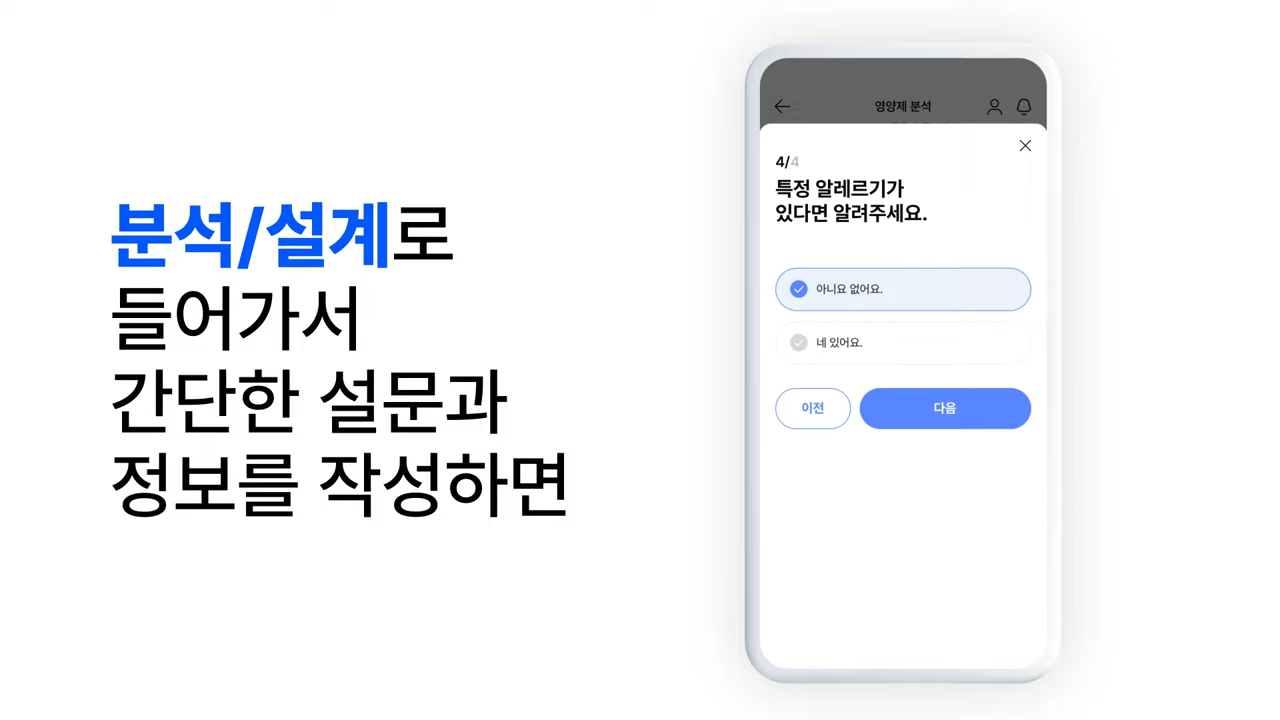 분석/설계로
들어가서
간단한 설문과
정보를 작성하면
영양제 분석
4/4
특정 알레르기가
있다면 알려주세요.
아니요 없어요.
네 있어요.
이전
다음